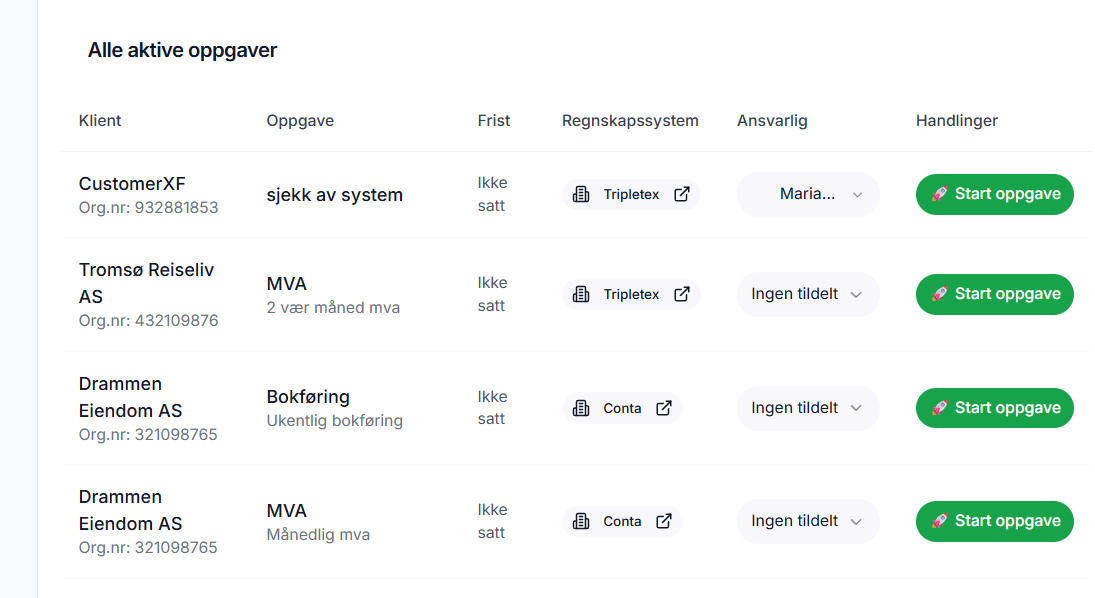 Alle aktive oppgaver
Klient Oppgave Frist Regnskapssystem Ansvarlig Handlinger
CustomerXF
Org.nr: 932881853
sjekk av system
Ikke
satt
Tripletex
Maria...
🚀 Start oppgave
Tromsø Reiseliv
AS
Org.nr: 432109876
MVA
2 vær måned mva
Ikke
satt
Tripletex
Ingen tildelt
🚀 Start oppgave
Drammen
Eiendom AS
Org.nr: 321098765
Bokføring
Ukentlig bokføring
Ikke
satt
Conta
Ingen tildelt
🚀 Start oppgave
Drammen
Eiendom AS
Org.nr: 321098765
MVA
Månedlig mva
Ikke
satt
Conta
Ingen tildelt
🚀 Start oppgave